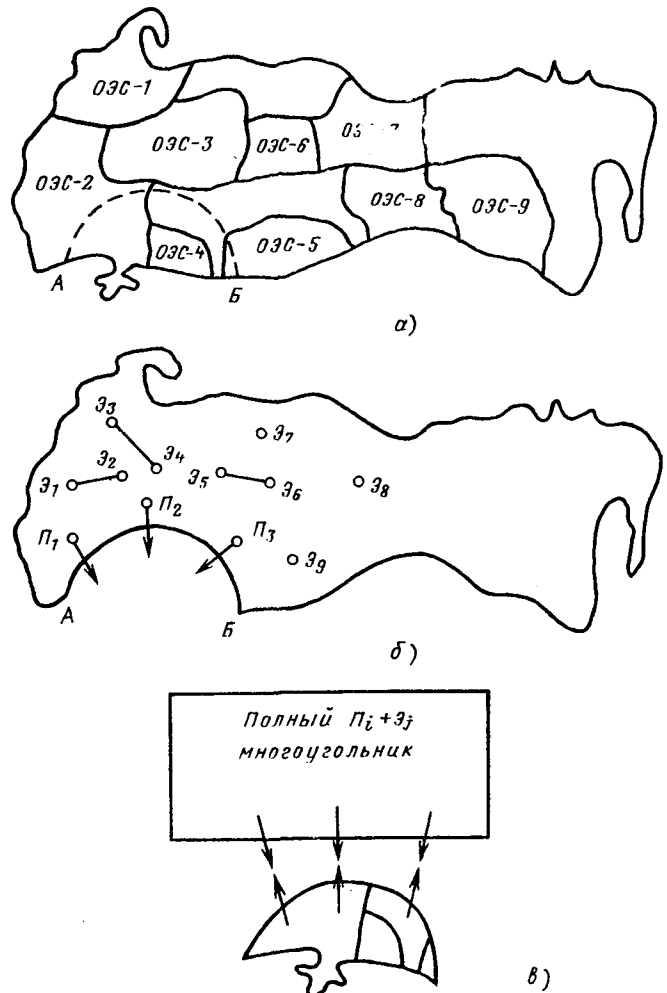 ОЭС-1
ОЭС-3
ОЭС-6
ОЭС-2
ОЭС-8
ОЭС-9
ОЭС-4
ОЭС-5
А
Б
а)
Э3
Э7
Э2
Э4
Э1
Э5
Э6
Э8
П2
П1
П3
Э9
А
Б
б)
Полный Пi+Эj
многоугольник
в)